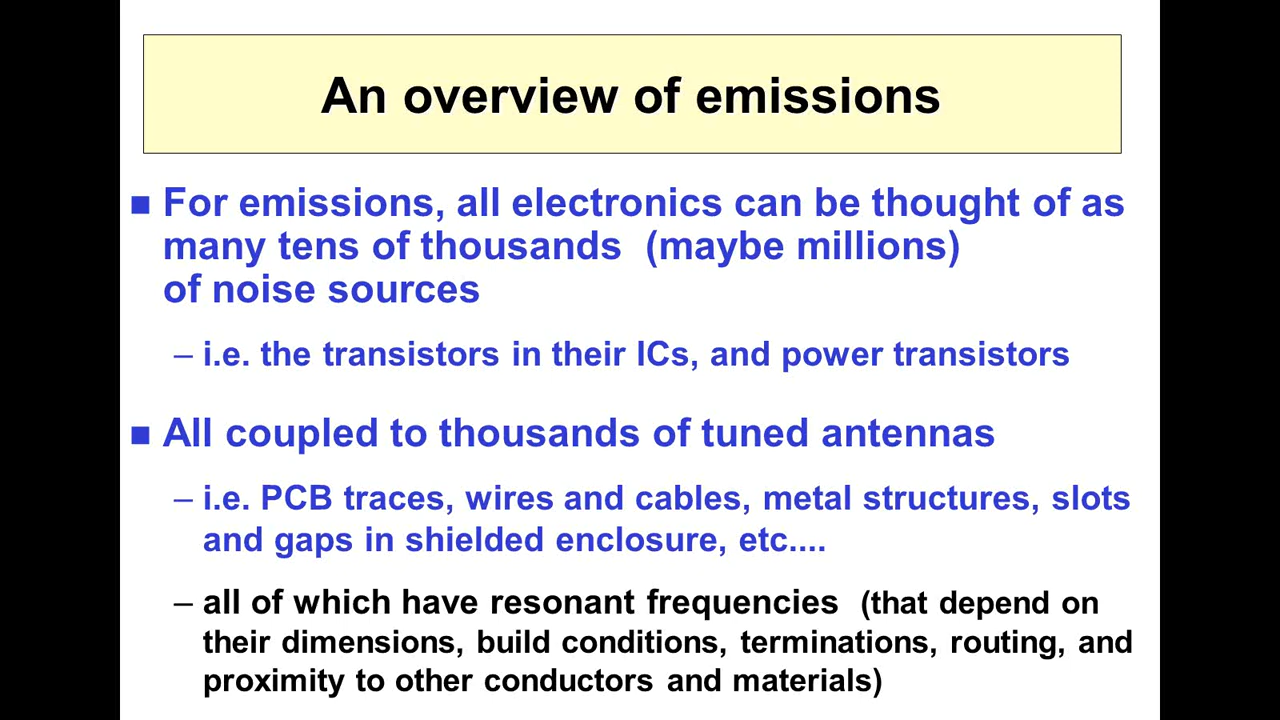 An overview of emissions
■ For emissions, all electronics can be thought of as
many tens of thousands (maybe millions)
of noise sources
– i.e. the transistors in their ICs, and power transistors
■ All coupled to thousands of tuned antennas
– i.e. PCB traces, wires and cables, metal structures, slots
and gaps in shielded enclosure, etc....
– all of which have resonant frequencies (that depend on
their dimensions, build conditions, terminations, routing, and
proximity to other conductors and materials)